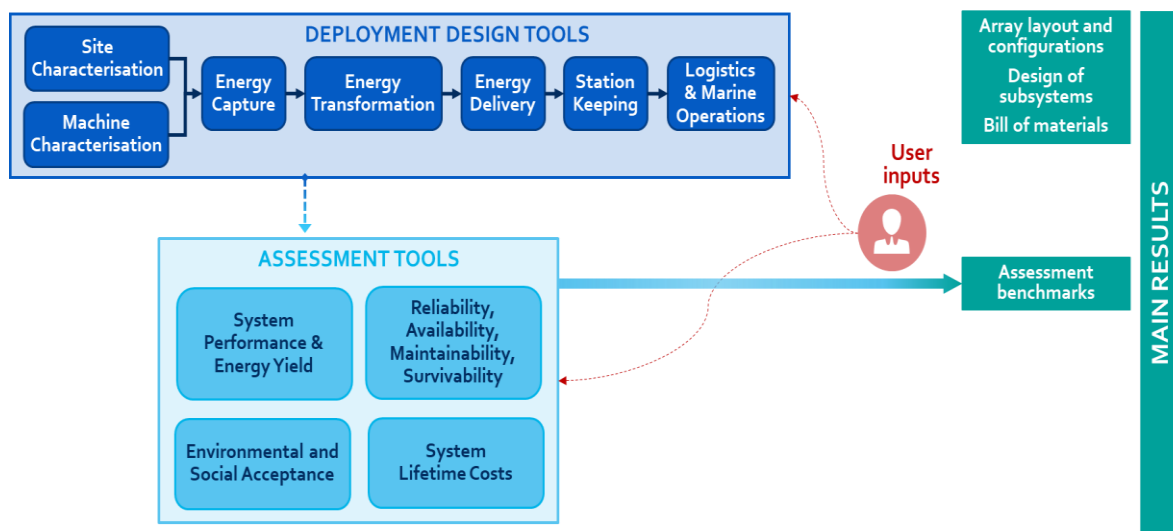 DEPLOYMENT DESIGN TOOLS
Site
Characterisation
Machine
Characterisation
Energy
Capture
Energy
Transformation
Energy
Delivery
Station
Keeping
Logistics
& Marine
Operations
User
inputs
ASSESSMENT TOOLS
System
Performance &
Energy Yield
Reliability,
Availability,
Maintainability,
Survivability
Environmental and
Social Acceptance
System
Lifetime Costs
Array layout and
configurations
Design of
subsystems
Bill of materials
Assessment
benchmarks
MAIN RESULTS